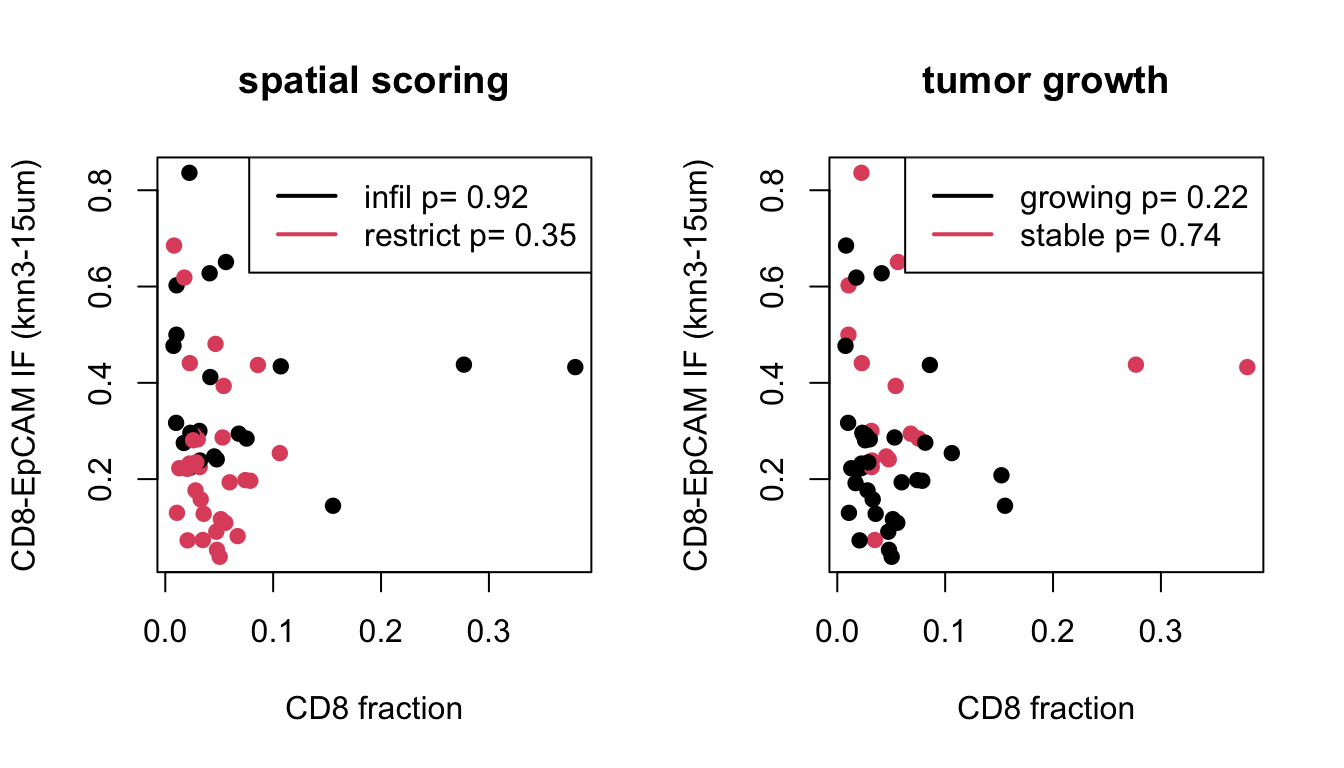 spatial scoring
CD8-EpCAM IF (knn3-15um)
0.8
0.6
0.4
0.2
infil p= 0.92
restrict p= 0.35
0.0 0.1 0.2 0.3
CD8 fraction
tumor growth
CD8-EpCAM IF (knn3-15um)
0.8
0.6
0.4
0.2
growing p= 0.22
stable p= 0.74
0.0 0.1 0.2 0.3
CD8 fraction